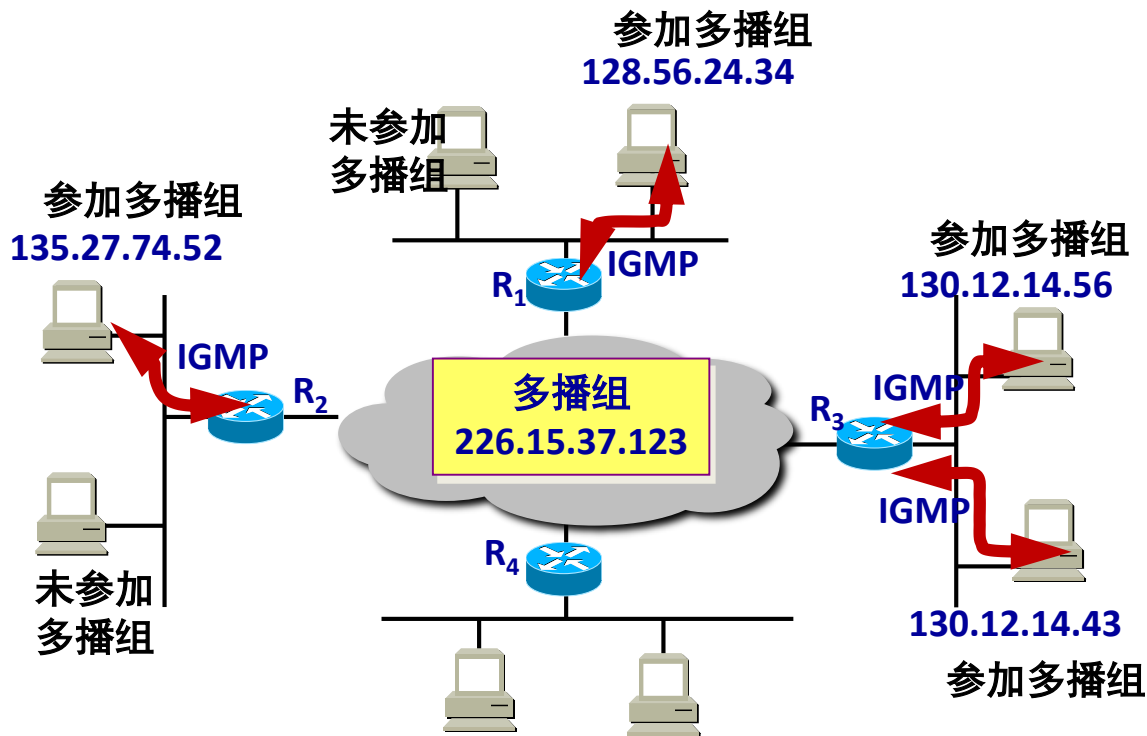 参加多播组
128.56.24.34
未参加
多播组
参加多播组
135.27.74.52
IGMP
R1
参加多播组
130.12.14.56
IGMP
R2
多播组
226.15.37.123
IGMP
R3
IGMP
R4
未参加
多播组
130.12.14.43
参加多播组